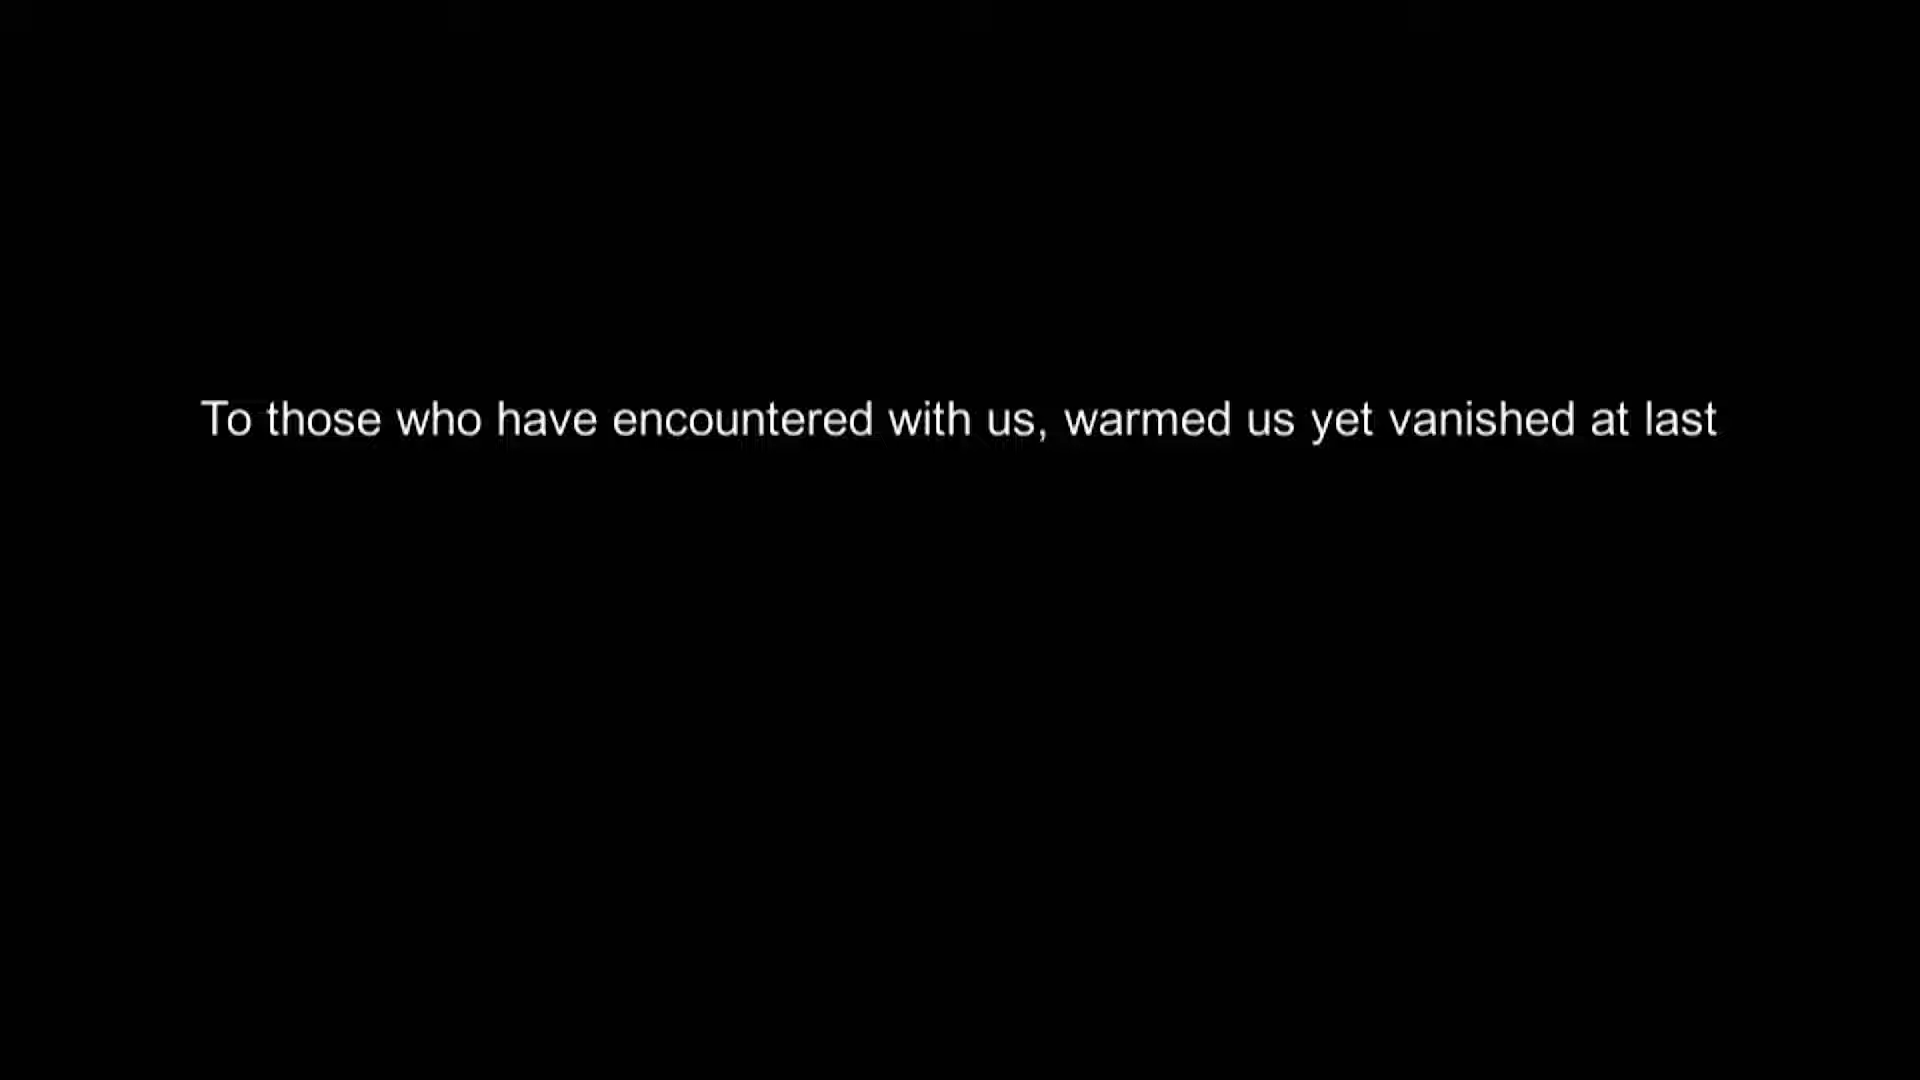 To those who have encountered with us, warmed us yet vanished at last